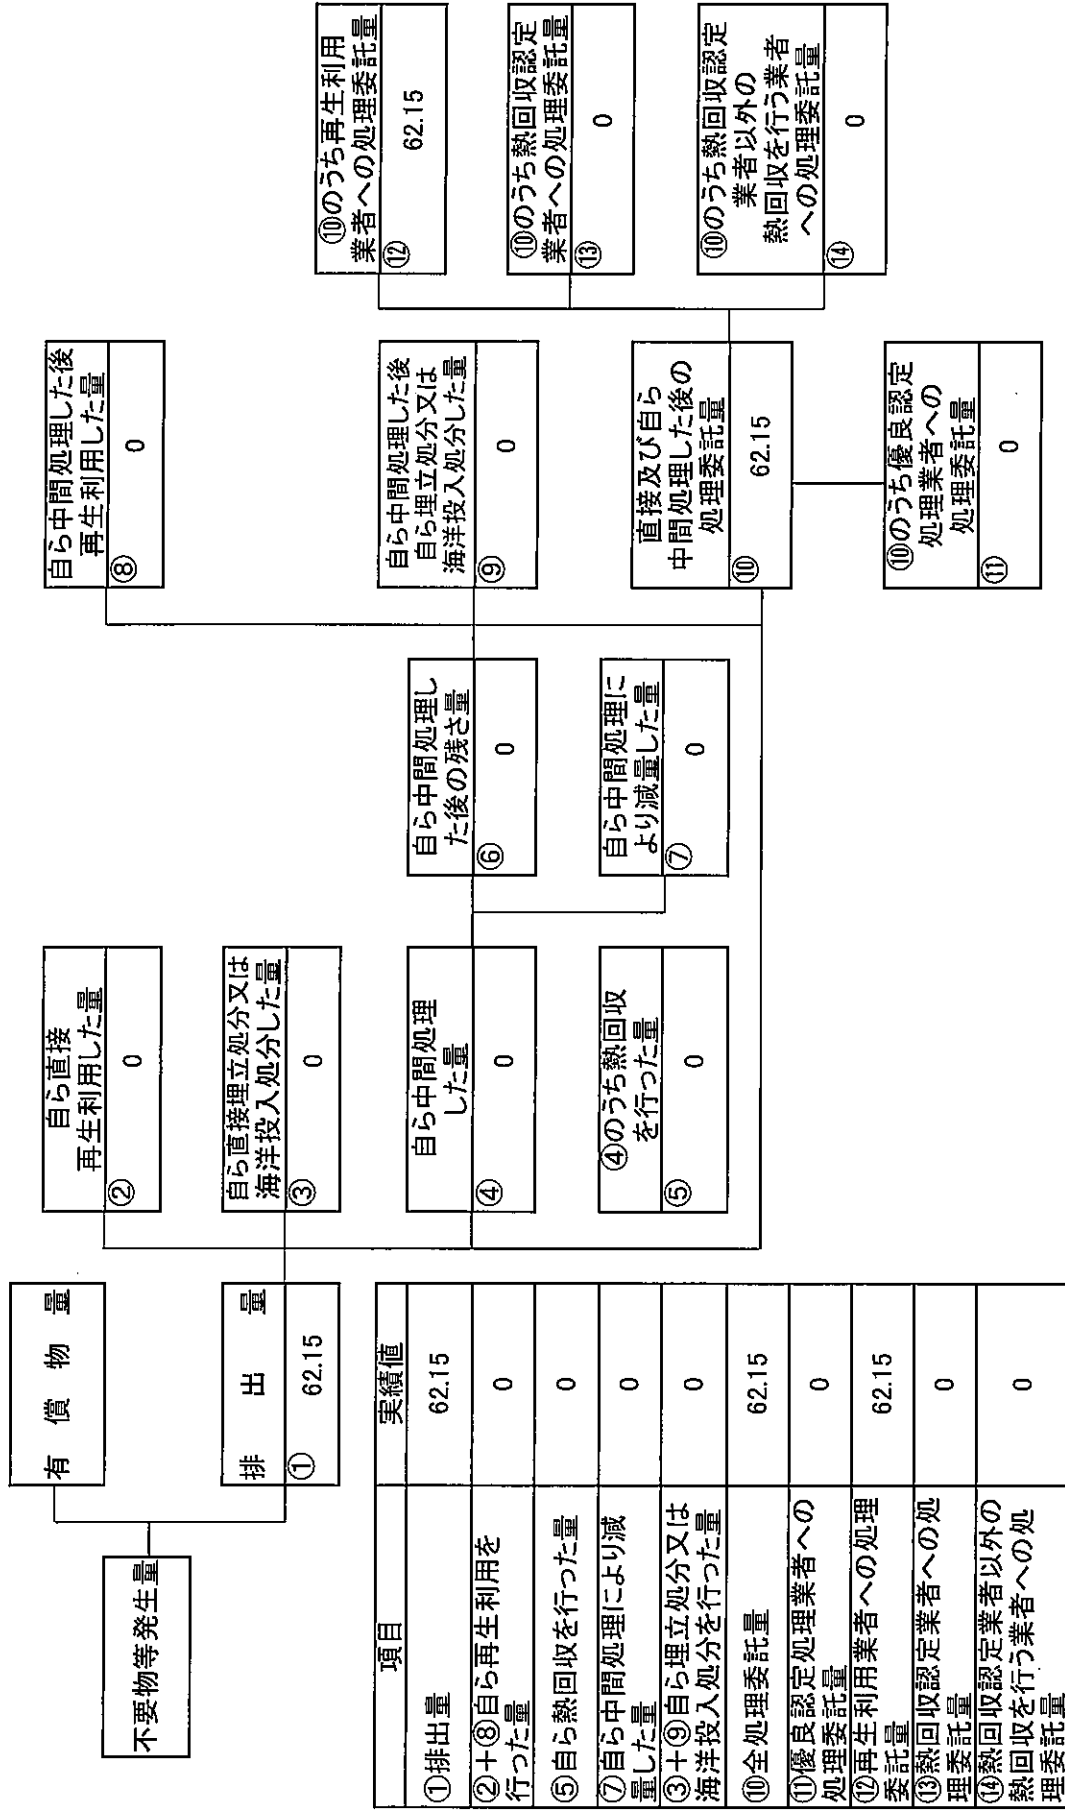 不要物等発生量
有償物量
排出量
①
62.15
自ら直接
再生利用した量
②
0
自ら直接埋立処分又は
海洋投入処分した量
③
0
自ら中間処理
した量
④
0
④のうち熱回収
を行った量
⑤
0
自ら中間処理し
た後の残さ量
⑥
0
自ら中間処理に
より減量した量
⑦
0
自ら中間処理した後
再生利用した量
⑧
0
自ら中間処理した後
自ら埋立処分又は
海洋投入処分した量
⑨
0
直接及び自ら
中間処理した後の
処理委託量
⑩
62.15
⑩のうち優良認定
処理業者への
処理委託量
⑪
0
⑩のうち再生利用
業者への処理委託量
⑫
62.15
⑩のうち熱回収認定
業者への処理委託量
⑬
0
⑩のうち熱回収認定
業者以外の
熱回収を行う業者
への処理委託量
⑭
0
項目 実績値
①排出量 62.15
②+⑧自ら再生利用を
行った量 0
⑤自ら熱回収を行った量 0
⑦自ら中間処理により減
量した量 0
③+⑨自ら埋立処分又は
海洋投入処分を行った量 0
⑩全処理委託量 62.15
⑪優良認定処理業者への
処理委託量 0
⑫再生利用業者への処理
委託量 62.15
⑬熱回収認定業者への処
理委託量 0
⑭熱回収認定業者以外の
熱回収を行う業者への処
理委託量 0